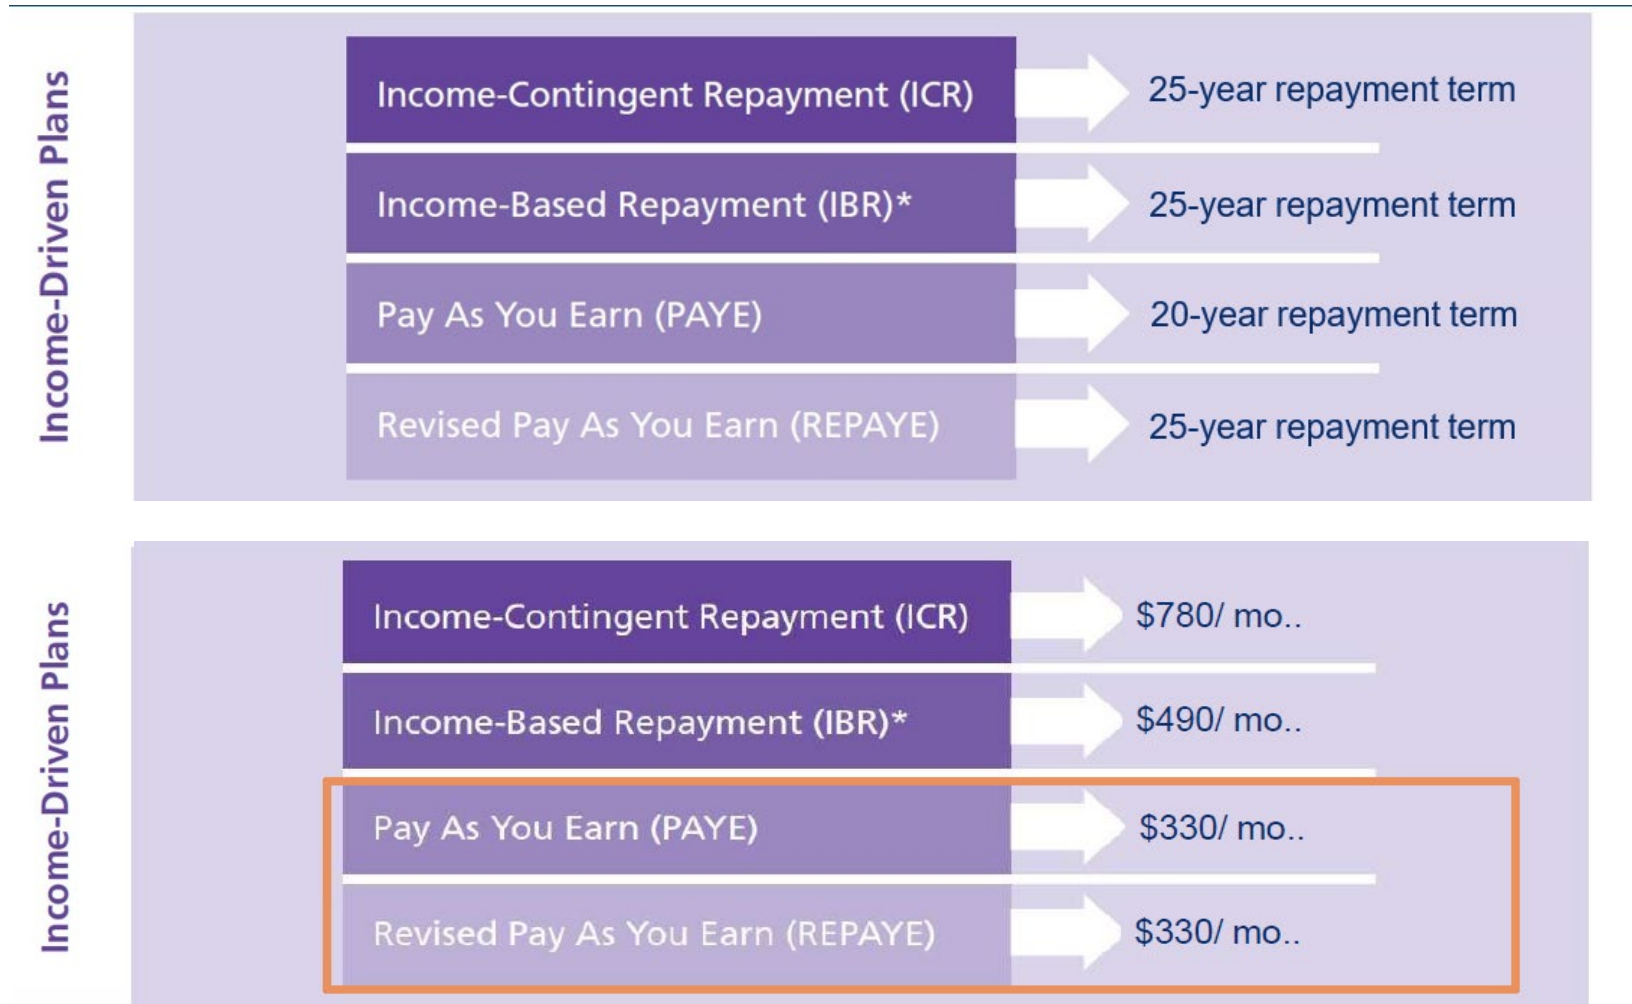 Income-Driven Plans
Income-Contingent Repayment (ICR)
25-year repayment term
Income-Based Repayment (IBR)*
25-year repayment term
Pay As You Earn (PAYE)
20-year repayment term
Revised Pay As You Earn (REPAYE)
25-year repayment term
Income-Driven Plans
Income-Contingent Repayment (ICR)
$780/ mo..
Income-Based Repayment (IBR)*
$490/ mo..
Pay As You Earn (PAYE)
$330/ mo..
Revised Pay As You Earn (REPAYE)
$330/ mo..